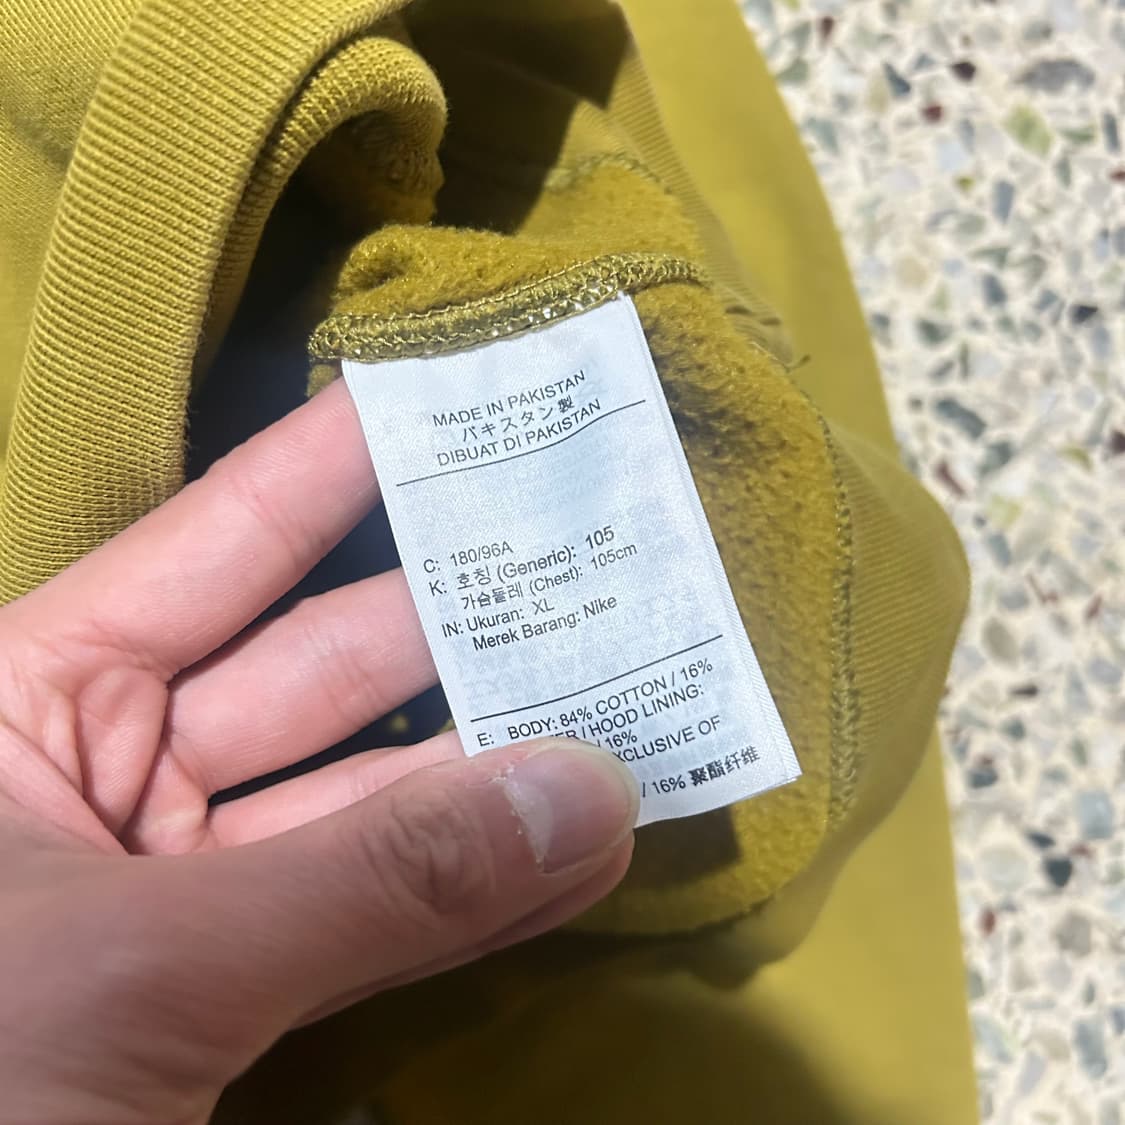 MADE IN PAKISTAN
パキスタン製
DIBUAT DI PAKISTAN
C: 180/96A
K: 호칭 (Generic): 105
가슴둘레 (Chest): 105cm
IN: Ukuran: XL
Merek Barang: Nike
E: BODY: 84% COTTON / 16%
/ HOOD LINING:
/ 16%
EXCLUSIVE OF
/ 16% 聚酯纤维